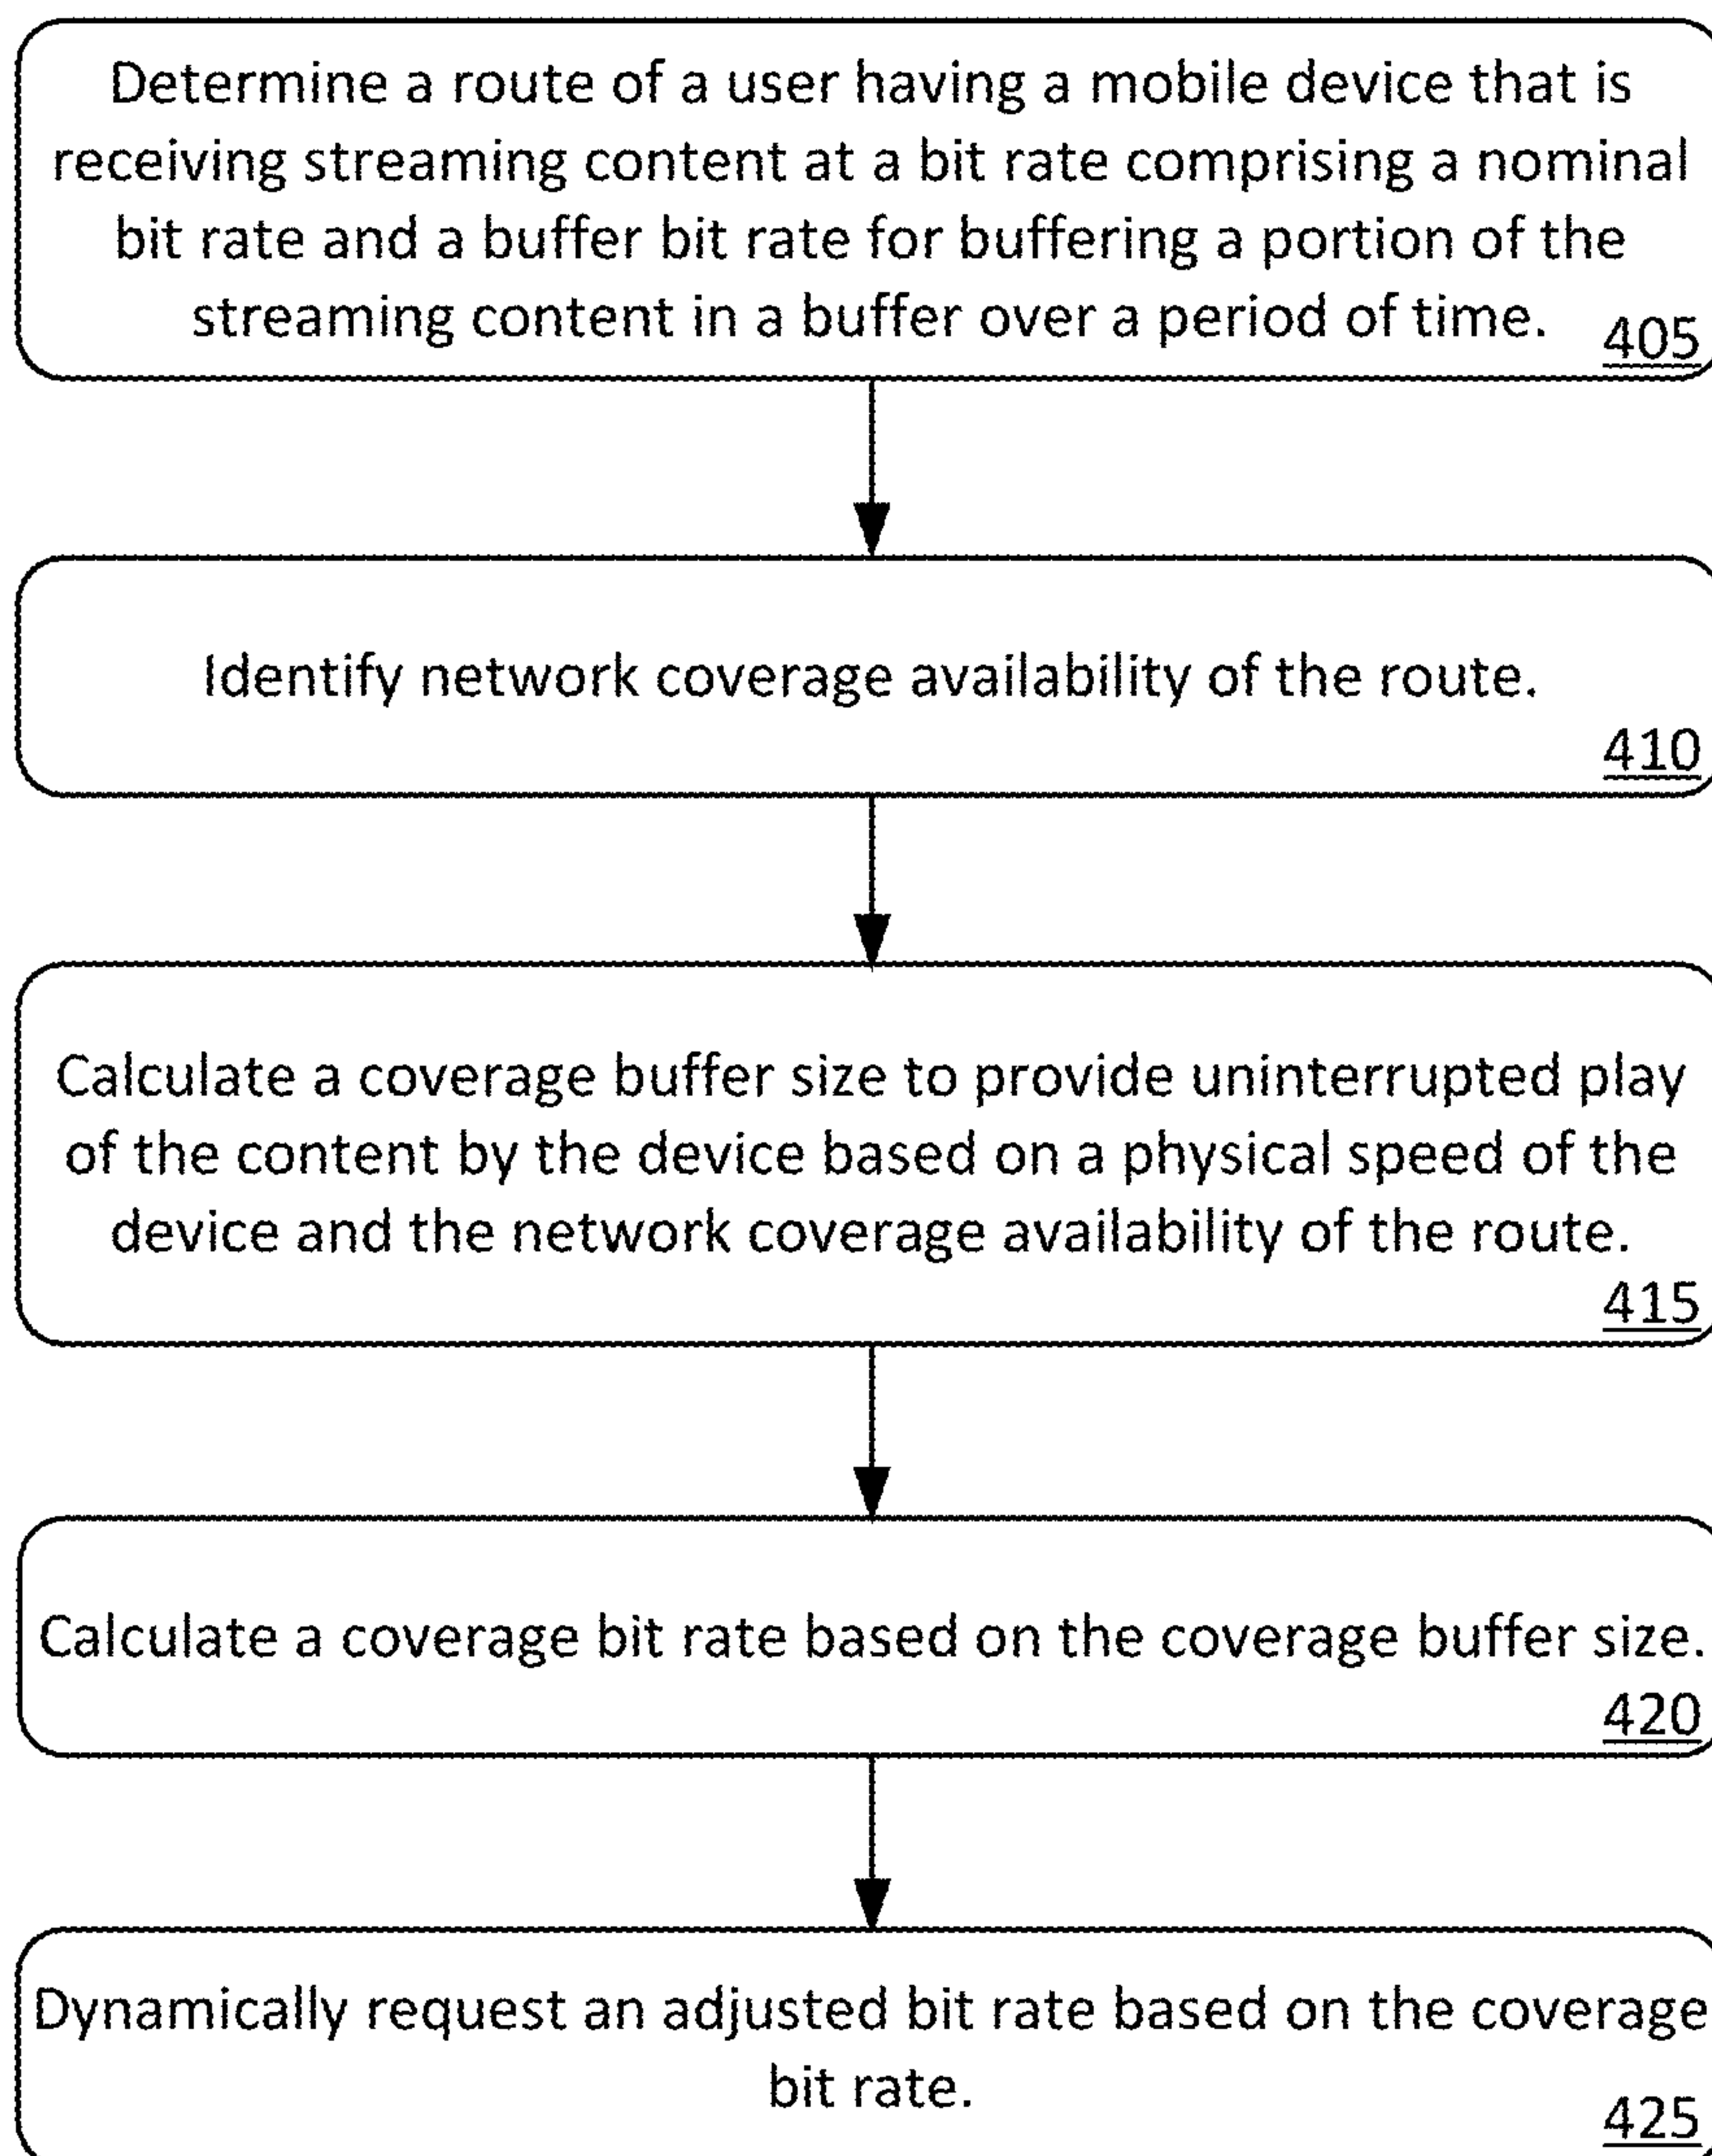 Determine a route of a user having a mobile device that is
receiving streaming content at a bit rate comprising a nominal
bit rate and a buffer bit rate for buffering a portion of the
streaming content in a buffer over a period of time.
405
Identify network coverage availability of the route.
410
Calculate a coverage buffer size to provide uninterrupted play
of the content by the device based on a physical speed of the
device and the network coverage availability of the route.
415
Calculate a coverage bit rate based on the coverage buffer size.
420
Dynamically request an adjusted bit rate based on the coverage
bit rate.
425